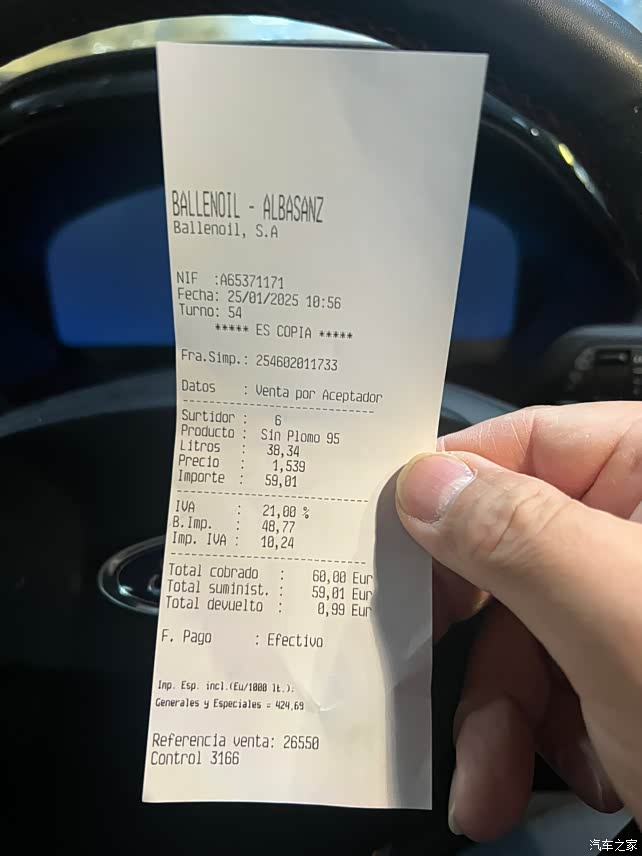 BALLENOIL - ALBASANZ
Ballenoil, S.A
NIF :A65371171
Fecha: 25/01/2025 10:56
Turno: 54
***** ES COPIA *****
Fra.Simp.: 254602011733
Datos : Venta por Aceptador
Surtidor : 6
Producto : Sin Plomo 95
Litros : 38,34
Precio : 1,539
Importe : 59,01
IVA : 21,00 %
B.Imp. : 48,77
Imp. IVA : 10,24
Total cobrado : 60,00 Eur
Total suminist. : 59,01 Eur
Total devuelto : 0,99 Eur
F. Pago : Efectivo
Imp. Esp. incl.(Eu/1000 lt.):
Generales y Especiales = 424,69
Referencia venta: 26550
Control 3166
汽车之家